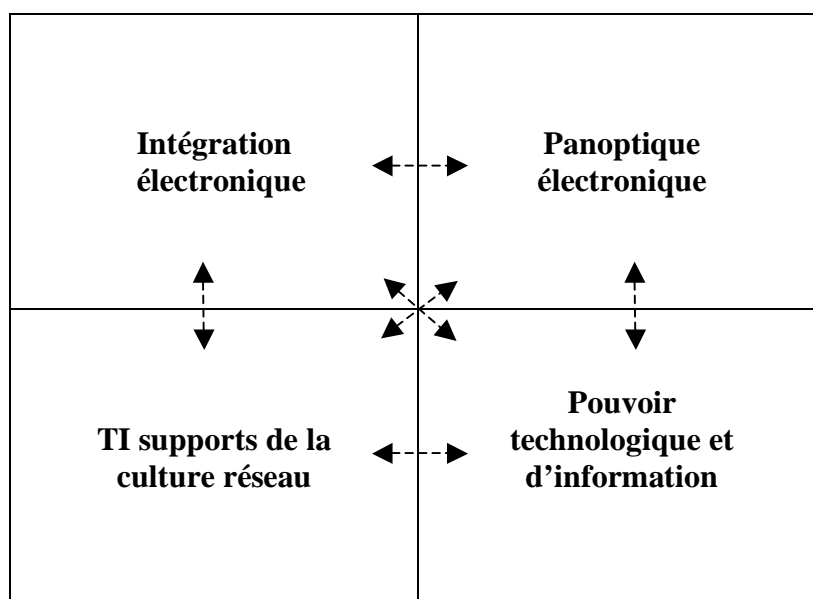 Intégration
électronique
Panoptique
électronique
TI supports de la
culture réseau
Pouvoir
technologique et
d’information